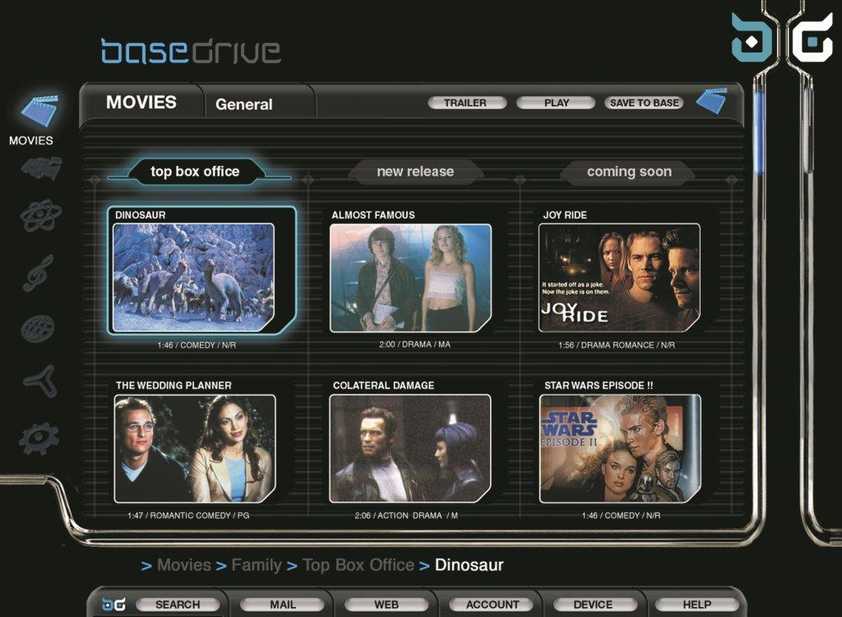 basedrive
MOVIES
General
TRAILER
PLAY
SAVE TO BASE
MOVIES
top box office
new release
coming soon
DINOSAUR
ALMOST FAMOUS
JOY RIDE
It started off as a joke.
Now the joke is on them.
JOY
RIDE
1:46 / COMEDY / N/R
2:00 / DRAMA / MA
1:56 / DRAMA ROMANCE / N/R
THE WEDDING PLANNER
COLATERAL DAMAGE
STAR WARS EPISODE !!
STAR
WARS
EPISODE II
1:47 / ROMANTIC COMEDY / PG
2:06 / ACTION DRAMA / M
1:46 / COMEDY / N/R
> Movies > Family > Top Box Office > Dinosaur
SEARCH
MAIL
WEB
ACCOUNT
DEVICE
HELP